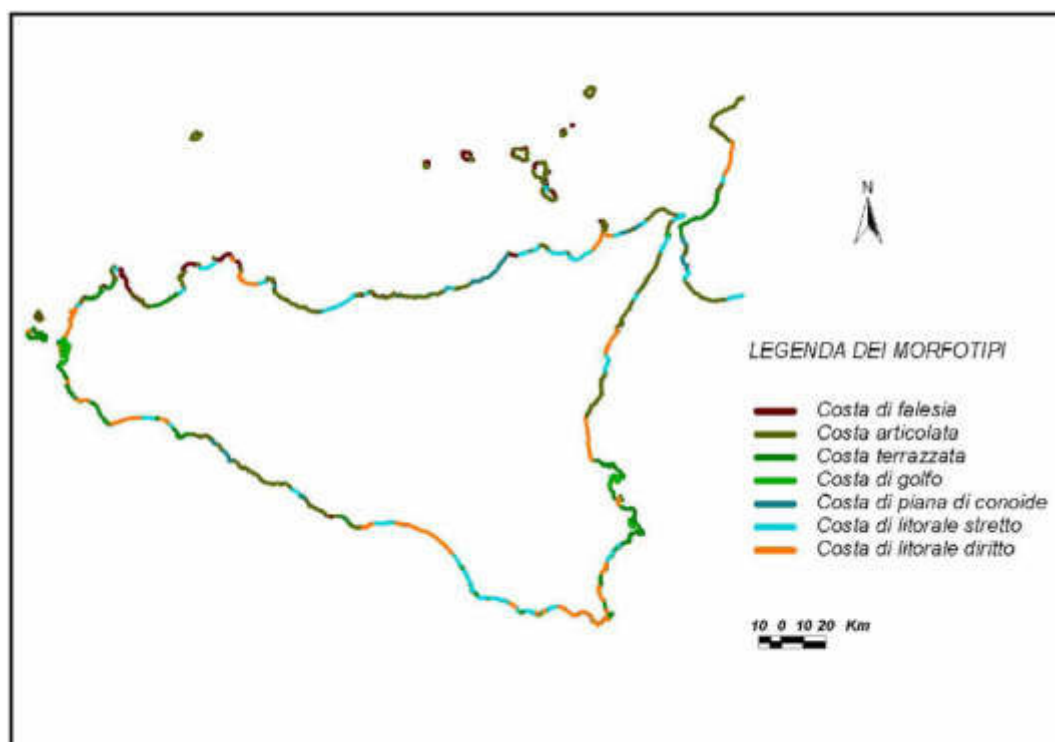 N
LEGENDA DEI MORFOTIPI
Costa di falesia
Costa articolata
Costa terrazzata
Costa di golfo
Costa di piana di conoide
Costa di litorale stretto
Costa di litorale diritto
10 0 10 20 Km